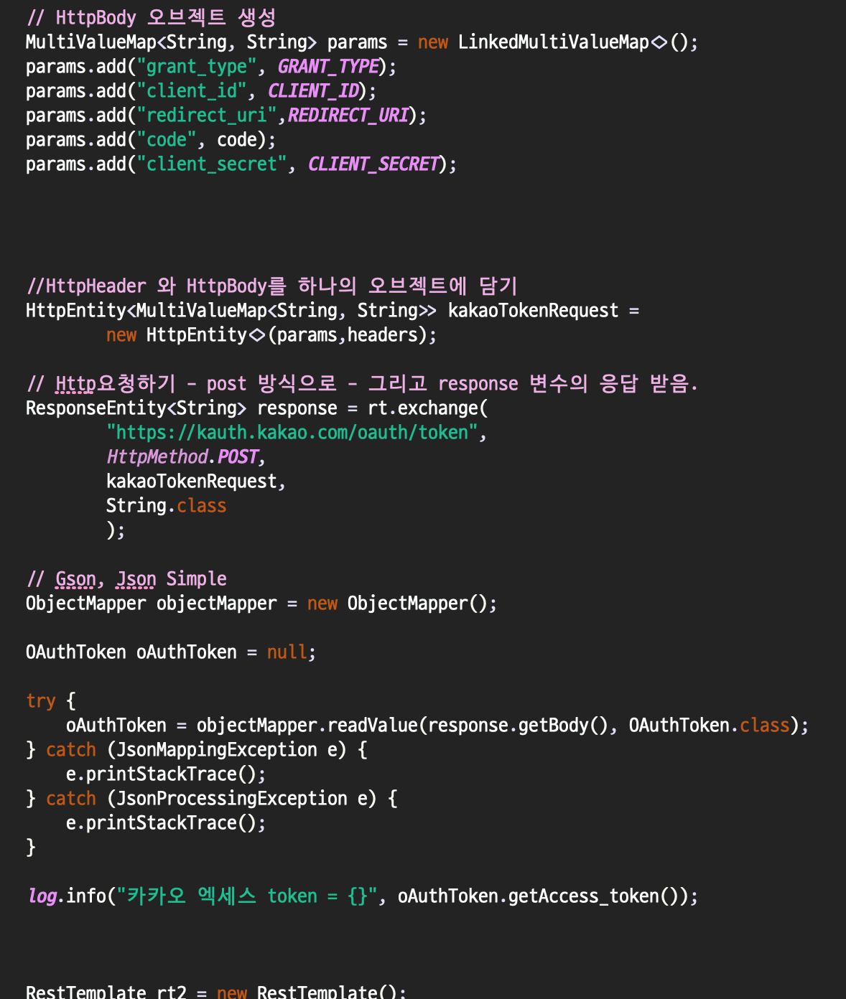 // HttpBody 오브젝트 생성
MultiValueMap<String, String> params = new LinkedMultiValueMap<>();
params.add("grant_type", GRANT_TYPE);
params.add("client_id", CLIENT_ID);
params.add("redirect_uri",REDIRECT_URI);
params.add("code", code);
params.add("client_secret", CLIENT_SECRET);
//HttpHeader 와 HttpBody를 하나의 오브젝트에 담기
HttpEntity<MultiValueMap<String, String>> kakaoTokenRequest =
new HttpEntity<>(params,headers);
// Http요청하기 - post 방식으로 - 그리고 response 변수의 응답 받음.
ResponseEntity<String> response = rt.exchange(
"https://kauth.kakao.com/oauth/token",
HttpMethod.POST,
kakaoTokenRequest,
String.class
);
// Gson, Json Simple
ObjectMapper objectMapper = new ObjectMapper();
OAuthToken oAuthToken = null;
try {
oAuthToken = objectMapper.readValue(response.getBody(), OAuthToken.class);
} catch (JsonMappingException e) {
e.printStackTrace();
} catch (JsonProcessingException e) {
e.printStackTrace();
}
log.info("카카오 엑세스 token = {}", oAuthToken.getAccess_token());
RestTemplate rt2 = new RestTemplate();